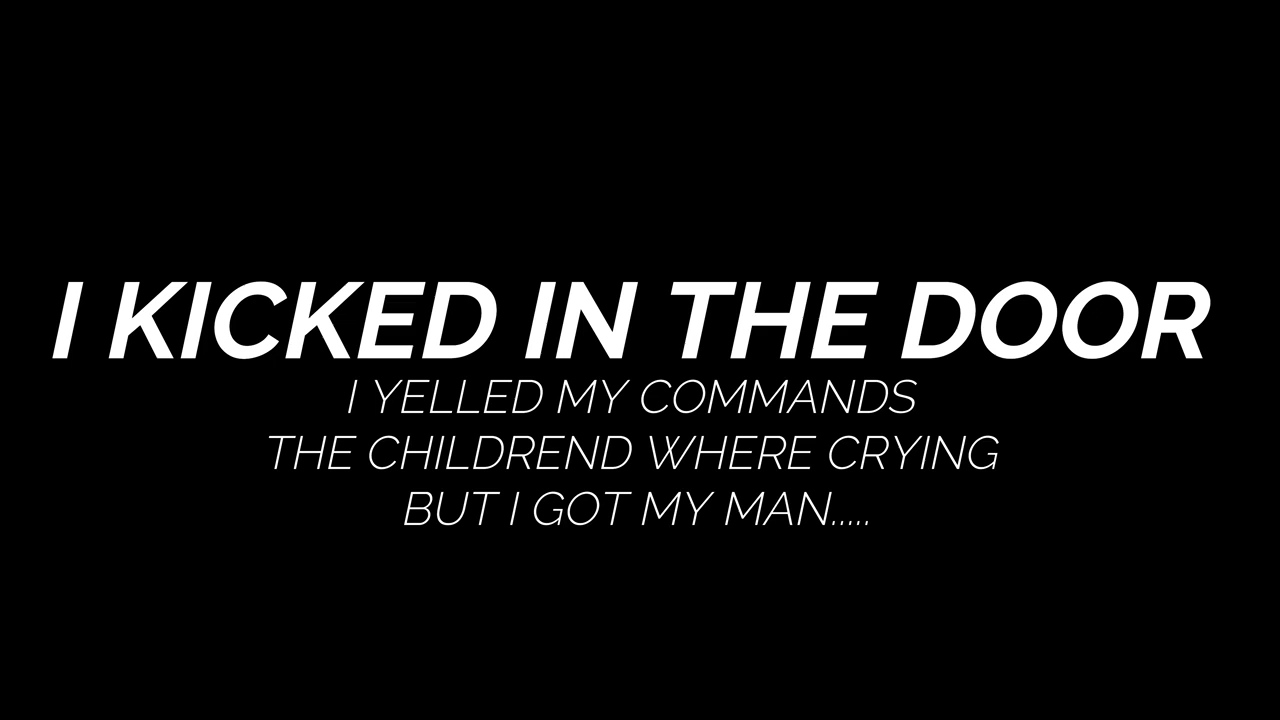 I KICKED IN THE DOOR
I YELLED MY COMMANDS
THE CHILDREND WHERE CRYING
BUT I GOT MY MAN.....